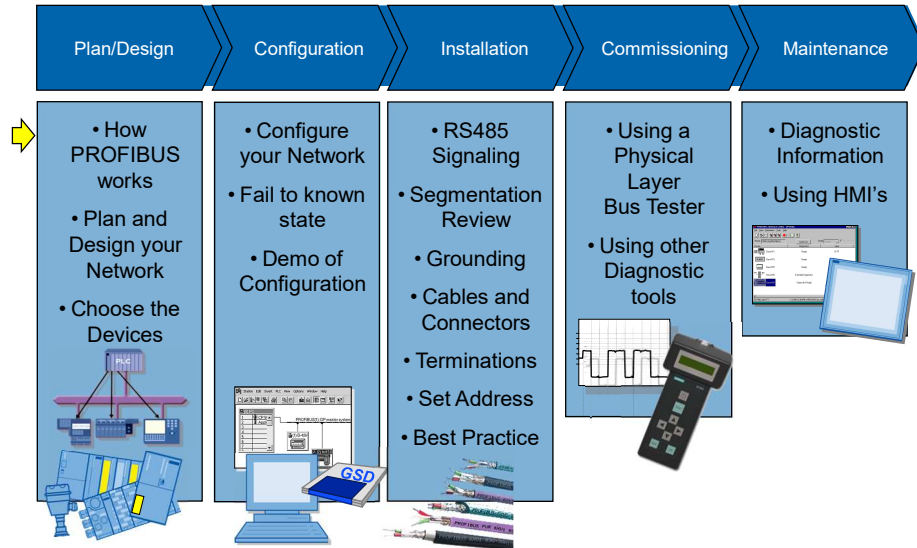 Plan/Design
Configuration
Installation
Commissioning
Maintenance
• How
PROFIBUS
works
• Plan and
Design your
Network
• Choose the
Devices
PLC
• Configure
your Network
• Fail to known
state
• Demo of
Configuration
GSD
• RS485
Signaling
• Segmentation
Review
• Grounding
• Cables and
Connectors
• Terminations
• Set Address
• Best Practice
• Using a
Physical
Layer
Bus Tester
• Using other
Diagnostic
tools
• Diagnostic
Information
• Using HMI's